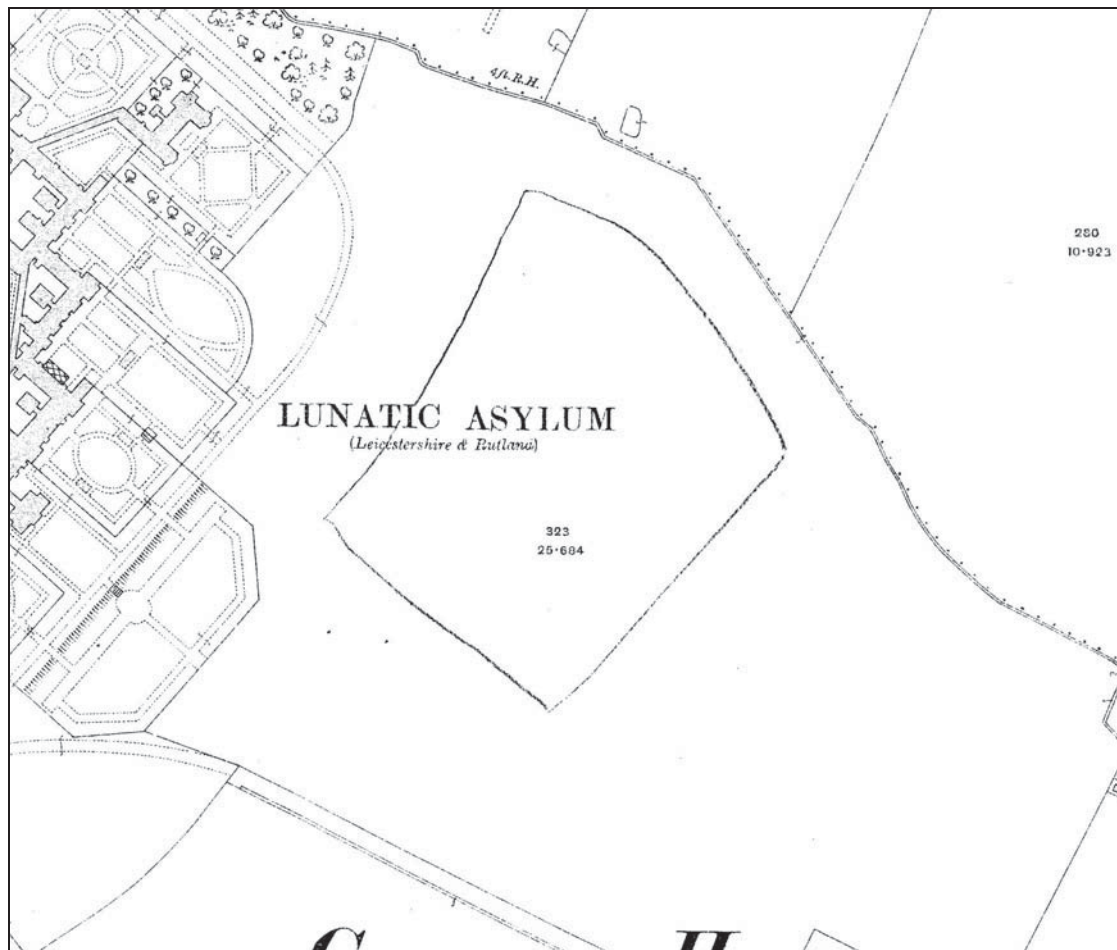 4ft. R.H.
280
10·923
LUNATIC ASYLUM
(Leicestershire & Rutland)
323
25·684